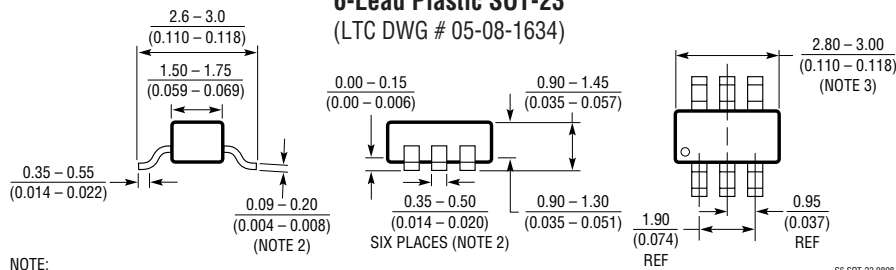 6-Lead Plastic SOT-23
(LTC DWG # 05-08-1634)
2.6 – 3.0
(0.110 – 0.118)
1.50 – 1.75
(0.059 – 0.069)
0.35 – 0.55
(0.014 – 0.022)
0.09 – 0.20
(0.004 – 0.008)
(NOTE 2)
0.00 – 0.15
(0.00 – 0.006)
0.90 – 1.45
(0.035 – 0.057)
0.35 – 0.50
(0.014 – 0.020)
SIX PLACES (NOTE 2)
0.90 – 1.30
(0.035 – 0.051)
2.80 – 3.00
(0.110 – 0.118)
(NOTE 3)
1.90
(0.074)
REF
0.95
(0.037)
REF
NOTE: